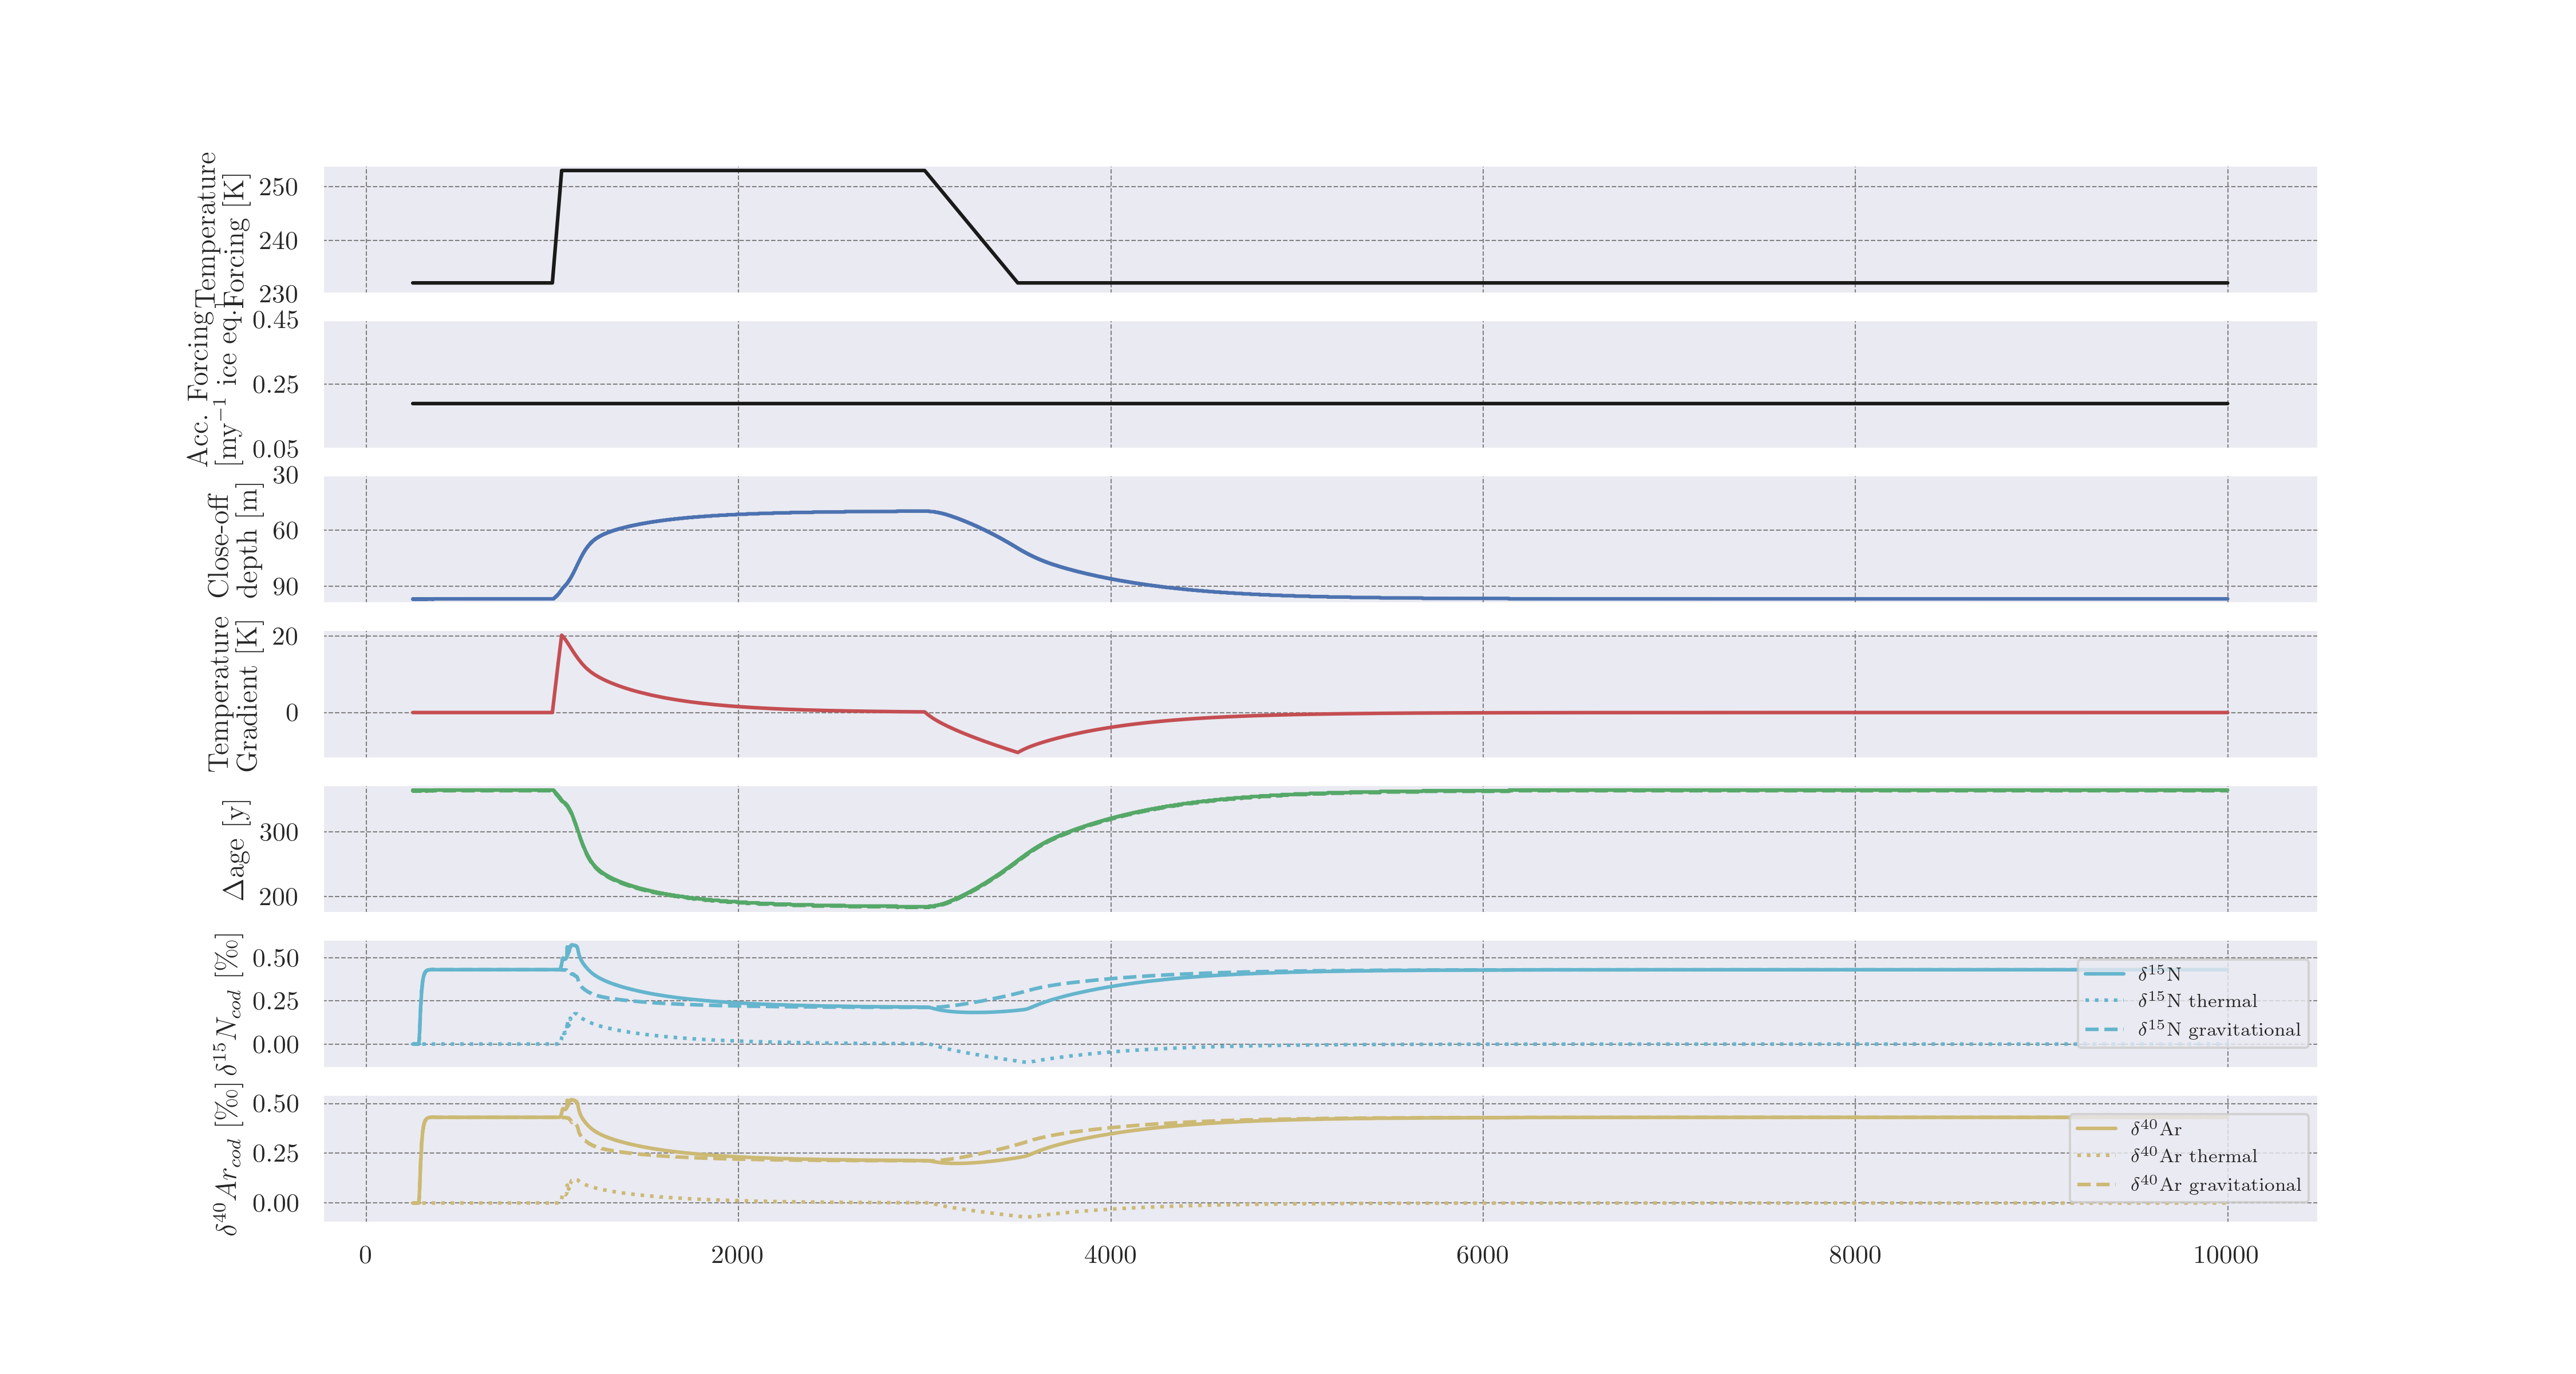 Temperature
Forcing [K]
250
240
230
Acc. Forcing
[my⁻¹ ice eq.]
0.45
0.25
0.05
Close-off
depth [m]
30
60
90
Temperature
Gradient [K]
20
0
Δage [y]
300
200
δ¹⁵N_cod [‰]
0.50
0.25
0.00
δ¹⁵N
δ¹⁵N thermal
δ¹⁵N gravitational
δ⁴⁰Ar_cod [‰]
0.50
0.25
0.00
δ⁴⁰Ar
δ⁴⁰Ar thermal
δ⁴⁰Ar gravitational
0 2000 4000 6000 8000 10000